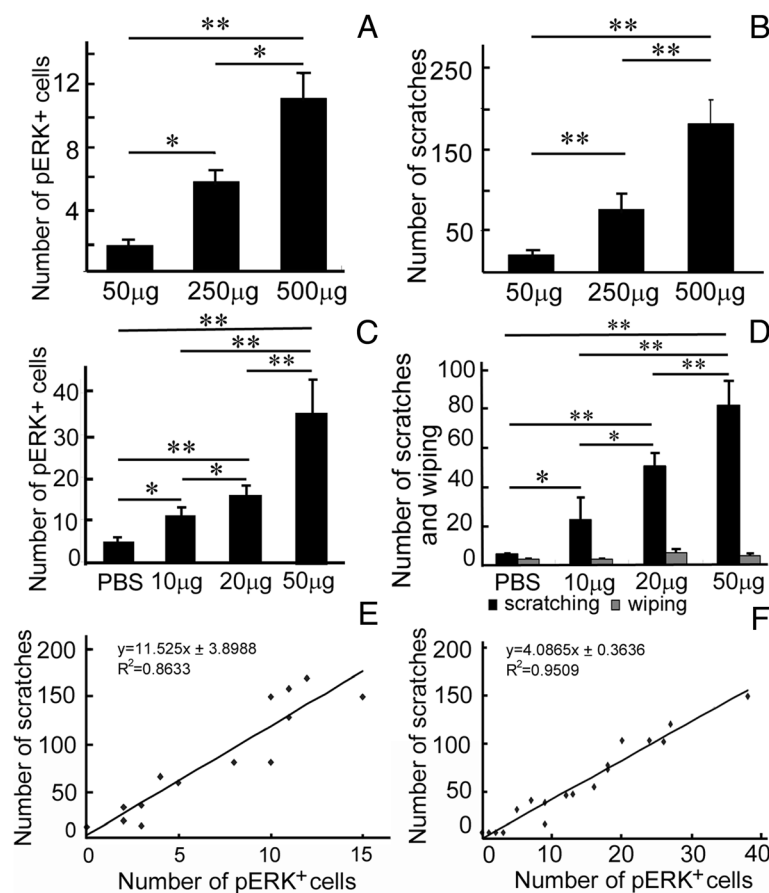 A
Number of pERK+ cells
12
8
4
**
*
*
50µg 250µg 500µg
B
Number of scratches
250
150
50
**
**
**
50µg 250µg 500µg
C
Number of pERK+ cells
40
30
20
10
0
**
**
**
**
*
*
PBS 10µg 20µg 50µg
D
Number of scratches
and wiping
100
80
60
40
20
0
**
**
**
**
*
*
PBS 10µg 20µg 50µg
scratching wiping
E
y=11.525x ± 3.8988
R²=0.8633
Number of scratches
200
150
100
50
0
0 5 10 15
Number of pERK⁺ cells
F
y=4.0865x ± 0.3636
R²=0.9509
Number of scratches
200
150
100
50
0
0 10 20 30 40
Number of pERK⁺ cells